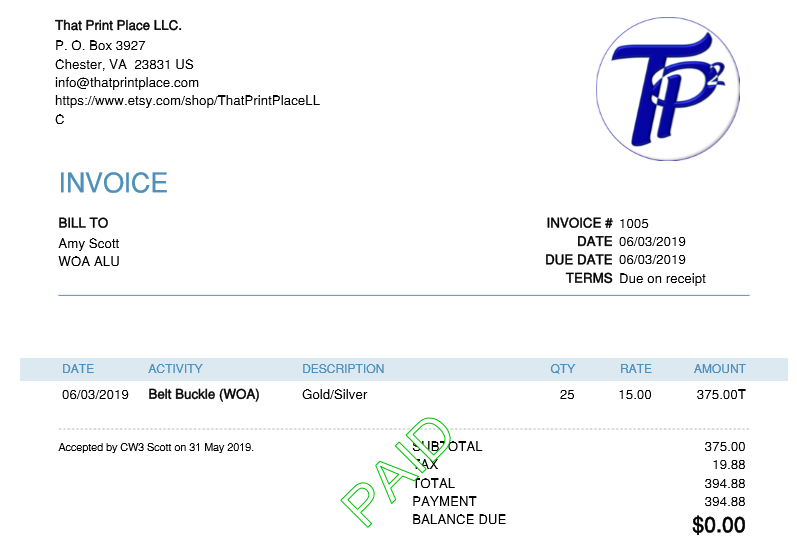 That Print Place LLC.
P. O. Box 3927
Chester, VA  23831 US
info@thatprintplace.com
https://www.etsy.com/shop/ThatPrintPlaceLL
C
TP2
INVOICE
BILL TO
Amy Scott
WOA ALU
INVOICE # 1005
DATE 06/03/2019
DUE DATE 06/03/2019
TERMS Due on receipt
DATE ACTIVITY DESCRIPTION QTY RATE AMOUNT
06/03/2019 Belt Buckle (WOA) Gold/Silver 25 15.00 375.00T
Accepted by CW3 Scott on 31 May 2019.
SUBTOTAL 375.00
TAX 19.88
TOTAL 394.88
PAYMENT 394.88
BALANCE DUE $0.00
PAID